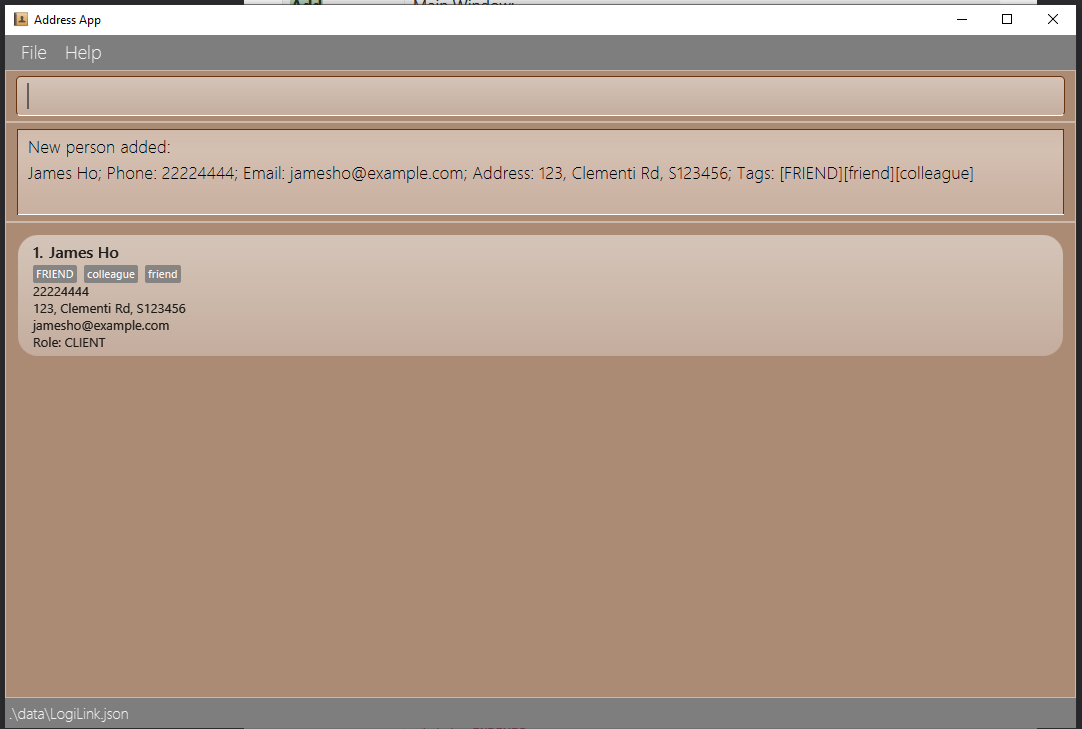 Address App
File Help
New person added:
James Ho; Phone: 22224444; Email: jamesho@example.com; Address: 123, Clementi Rd, S123456; Tags: [FRIEND][friend][colleague]
1. James Ho
FRIEND colleague friend
22224444
123, Clementi Rd, S123456
jamesho@example.com
Role: CLIENT
.\data\LogiLink.json